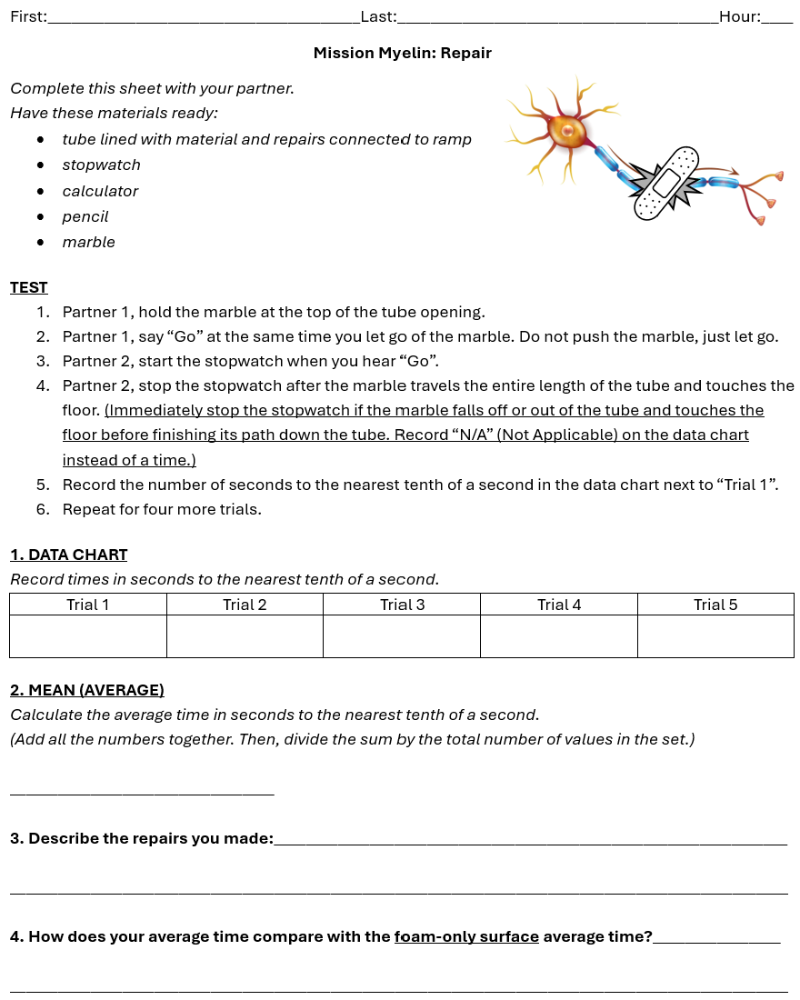 First:___________________________________Last:____________________________________Hour:____
Mission Myelin: Repair
Complete this sheet with your partner.
Have these materials ready:
• tube lined with material and repairs connected to ramp
• stopwatch
• calculator
• pencil
• marble
TEST
1. Partner 1, hold the marble at the top of the tube opening.
2. Partner 1, say “Go” at the same time you let go of the marble. Do not push the marble, just let go.
3. Partner 2, start the stopwatch when you hear “Go”.
4. Partner 2, stop the stopwatch after the marble travels the entire length of the tube and touches the
floor. (Immediately stop the stopwatch if the marble falls off or out of the tube and touches the
floor before finishing its path down the tube. Record “N/A” (Not Applicable) on the data chart
instead of a time.)
5. Record the number of seconds to the nearest tenth of a second in the data chart next to “Trial 1”.
6. Repeat for four more trials.
1. DATA CHART
Record times in seconds to the nearest tenth of a second.
Trial 1 Trial 2 Trial 3 Trial 4 Trial 5
2. MEAN (AVERAGE)
Calculate the average time in seconds to the nearest tenth of a second.
(Add all the numbers together. Then, divide the sum by the total number of values in the set.)
3. Describe the repairs you made:
4. How does your average time compare with the foam-only surface average time?